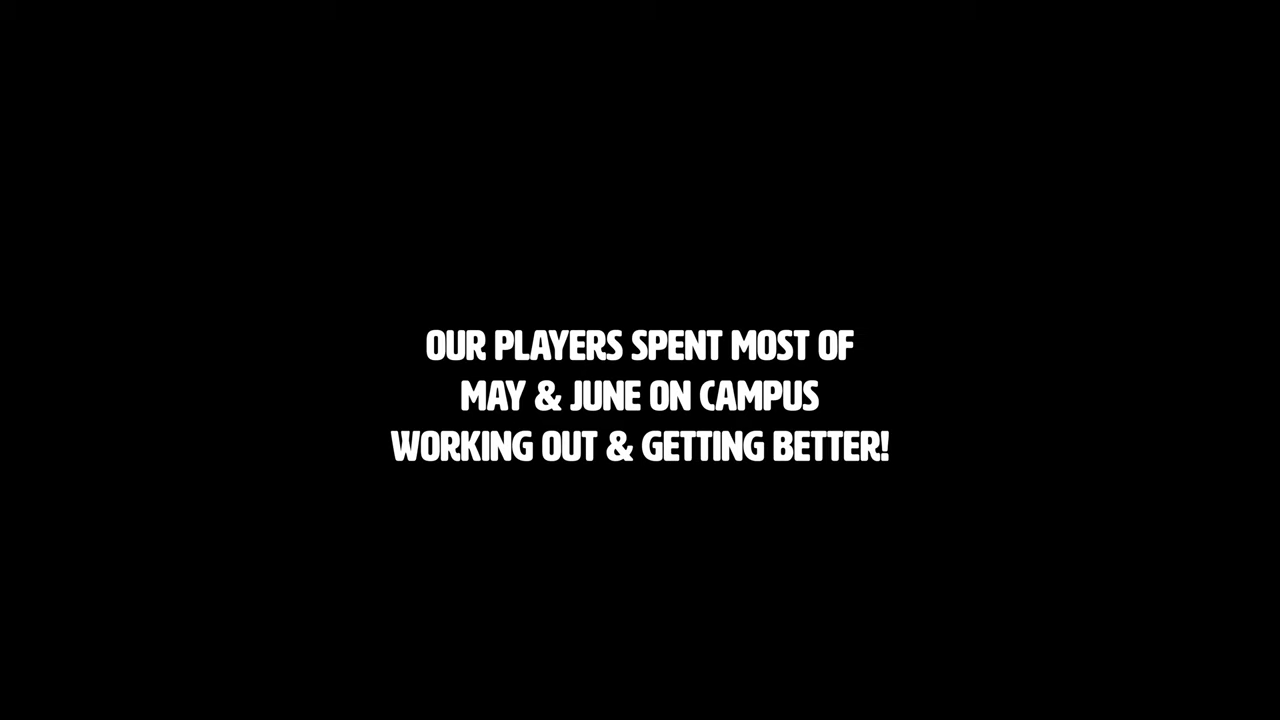 OUR PLAYERS SPENT MOST OF
MAY & JUNE ON CAMPUS
WORKING OUT & GETTING BETTER!